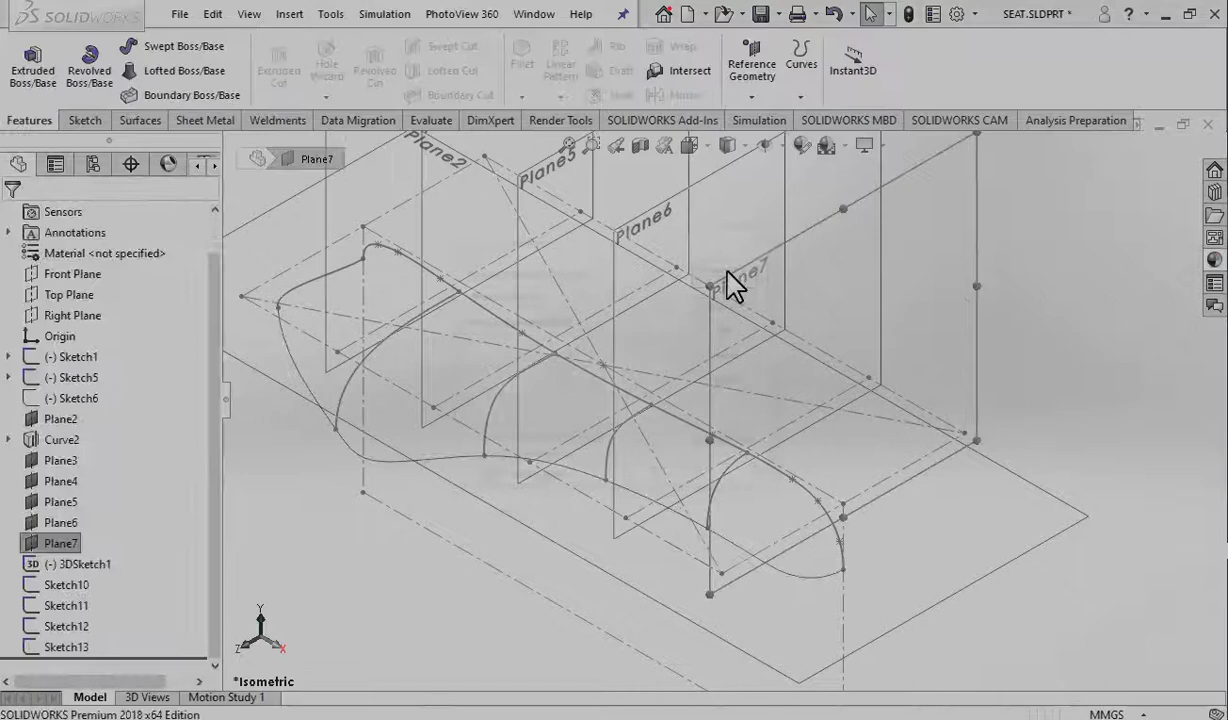 SOLIDWORKS File Edit View Insert Tools Simulation PhotoView 360 Window Help SEAT.SLDPRT *
Extruded Boss/Base
Revolved Boss/Base
Swept Boss/Base
Lofted Boss/Base
Boundary Boss/Base
Extruded Cut
Hole Wizard
Revolved Cut
Swept Cut
Lofted Cut
Boundary Cut
Fillet
Linear Pattern
Rib
Draft
Shell
Wrap
Intersect
Mirror
Reference Geometry
Curves
Instant3D
Features Sketch Surfaces Sheet Metal Weldments Data Migration Evaluate DimXpert Render Tools SOLIDWORKS Add-Ins Simulation SOLIDWORKS MBD SOLIDWORKS CAM Analysis Preparation
Plane7
Sensors
Annotations
Material <not specified>
Front Plane
Top Plane
Right Plane
Origin
(-) Sketch1
(-) Sketch5
(-) Sketch6
Plane2
Curve2
Plane3
Plane4
Plane5
Plane6
Plane7
3D (-) 3DSketch1
Sketch10
Sketch11
Sketch12
Sketch13
Plane2
Plane5
Plane6
Plane7
Y
Z
X
*Isometric
Model 3D Views Motion Study 1
SOLIDWORKS Premium 2018 x64 Edition MMGS